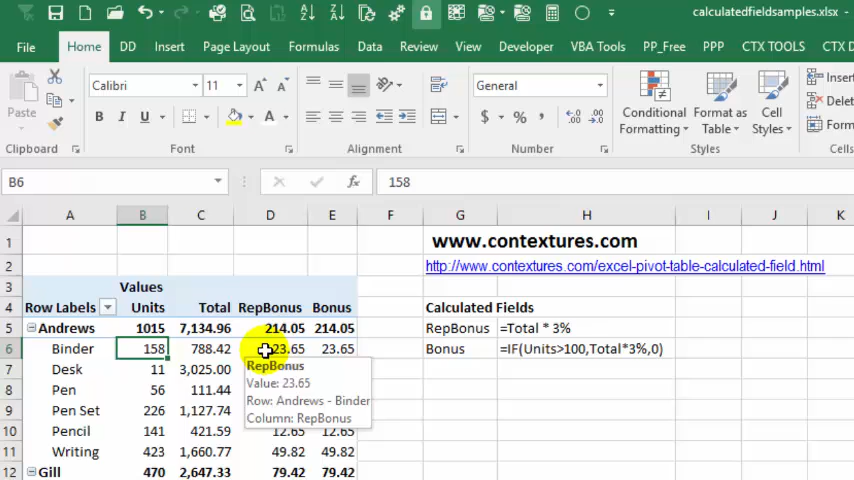 calculatedfieldsamples.xlsx -
File Home DD Insert Page Layout Formulas Data Review View Developer VBA Tools PP_Free PPP CTX TOOLS CTX D
Paste Calibri 11 General Conditional Formatting Format as Table Cell Styles Insert Delet Form
B I U A $ % ,
Clipboard Font Alignment Number Styles Cells
B6 fx 158
A B C D E F G H I J K
1 www.contextures.com
2 http://www.contextures.com/excel-pivot-table-calculated-field.html
3 Values
4 Row Labels Units Total RepBonus Bonus Calculated Fields
5 Andrews 1015 7,134.96 214.05 214.05 RepBonus =Total * 3%
6 Binder 158 788.42 23.65 23.65 Bonus =IF(Units>100,Total*3%,0)
7 Desk 11 3,025.00
8 Pen 56 111.44
9 Pen Set 226 1,127.74
10 Pencil 141 421.59 12.65 12.65
11 Writing 423 1,660.77 49.82 49.82
12 Gill 470 2,647.33 79.42 79.42
RepBonus
Value: 23.65
Row: Andrews - Binder
Column: RepBonus